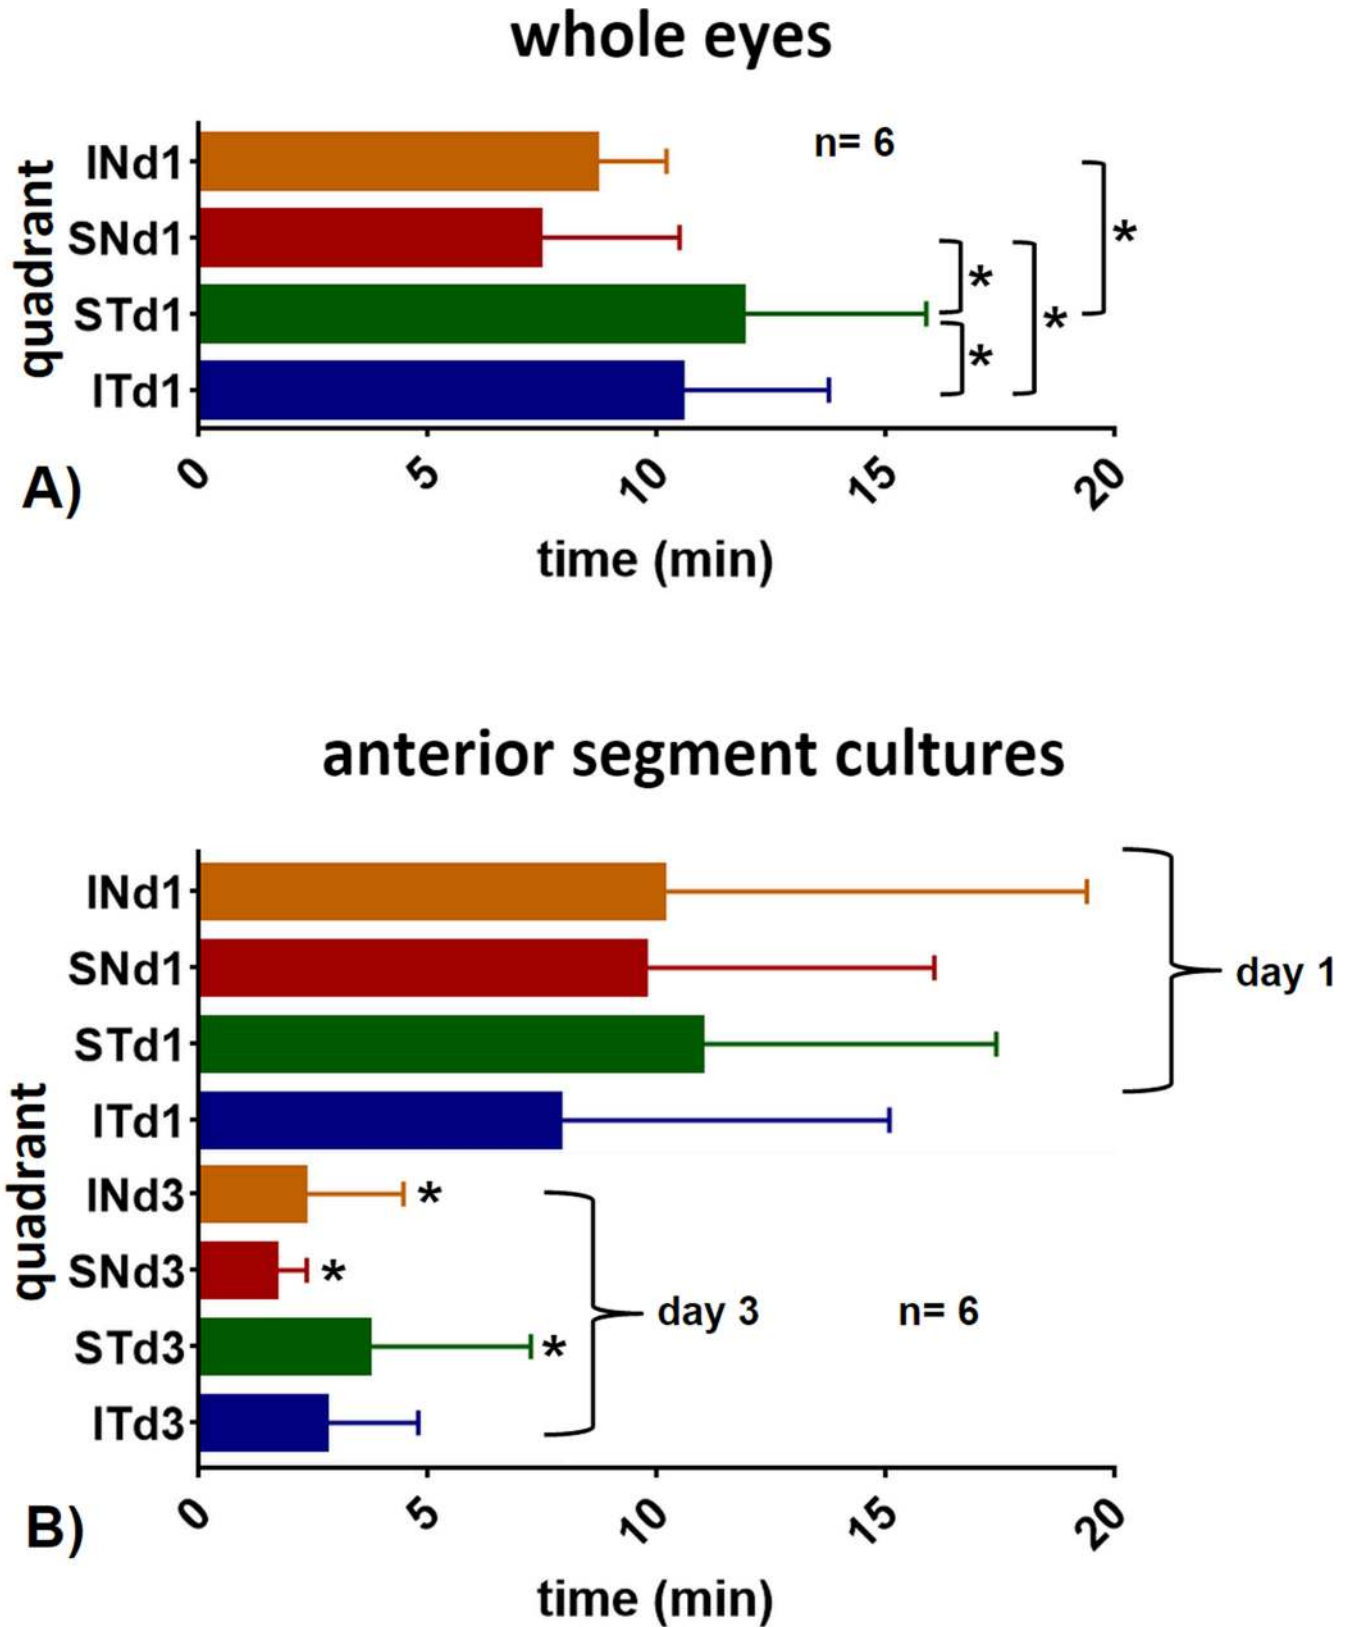 whole eyes
n= 6
quadrant
INd1
SNd1
STd1
ITd1
*
*
*
*
0 5 10 15 20
A)
time (min)
anterior segment cultures
quadrant
INd1
SNd1
STd1
ITd1
day 1
INd3 *
SNd3 *
STd3 *
ITd3
day 3
n= 6
0 5 10 15 20
B)
time (min)